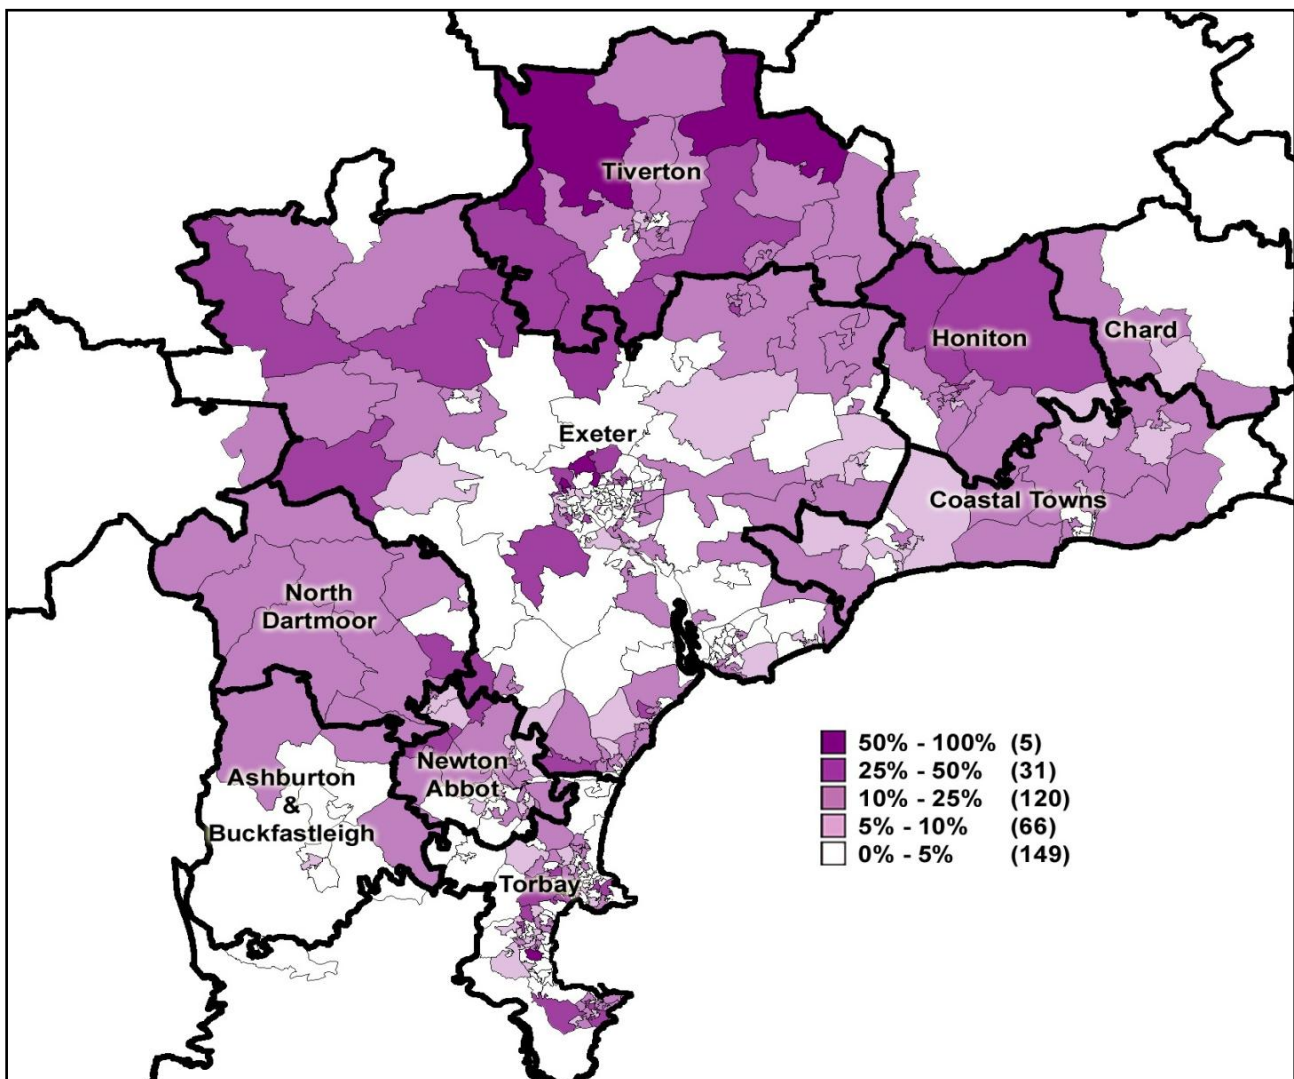 Tiverton
Honiton
Chard
Exeter
Coastal Towns
North
Dartmoor
Newton
Abbot
Ashburton
&
Buckfastleigh
Torbay
50% - 100% (5)
25% - 50% (31)
10% - 25% (120)
5% - 10% (66)
0% - 5% (149)